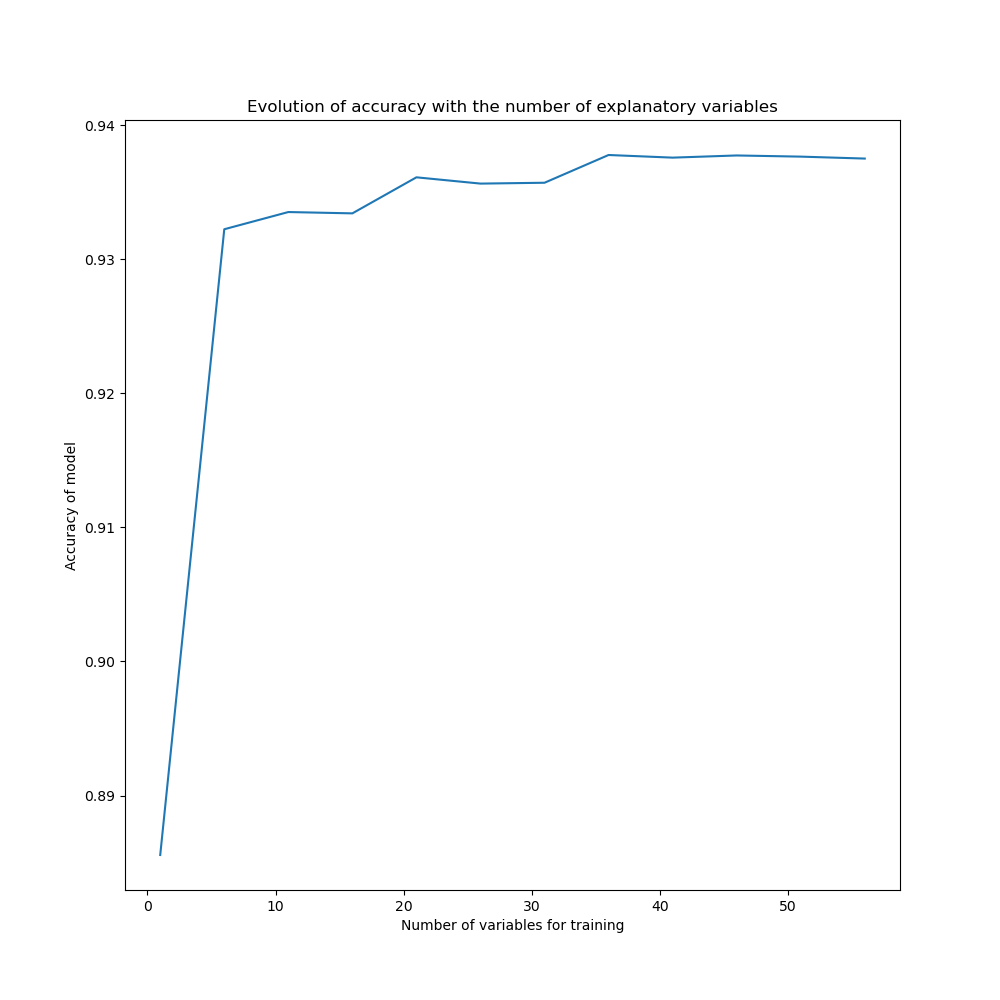 Evolution of accuracy with the number of explanatory variables
0.94
0.93
0.92
0.91
0.90
0.89
Accuracy of model
0 10 20 30 40 50
Number of variables for training